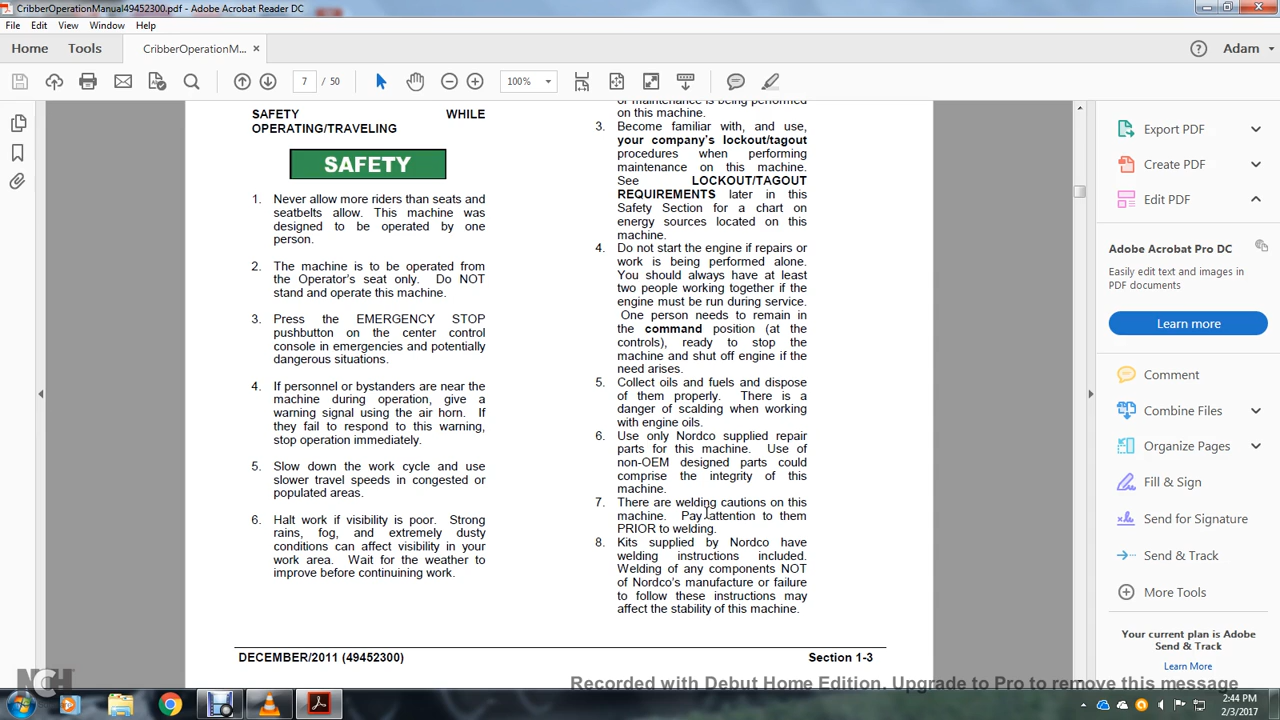 CribberOperationManual49452300.pdf - Adobe Acrobat Reader DC
File Edit View Window Help
Home Tools CribberOperationM... × Adam
7 / 50 100%
SAFETY WHILE
OPERATING/TRAVELING
SAFETY
1. Never allow more riders than seats and
seatbelts allow. This machine was
designed to be operated by one
person.
2. The machine is to be operated from
the Operator's seat only. Do NOT
stand and operate this machine.
3. Press the EMERGENCY STOP
pushbutton on the center control
console in emergencies and potentially
dangerous situations.
4. If personnel or bystanders are near the
machine during operation, give a
warning signal using the air horn. If
they fail to respond to this warning,
stop operation immediately.
5. Slow down the work cycle and use
slower travel speeds in congested or
populated areas.
6. Halt work if visibility is poor. Strong
rains, fog, and extremely dusty
conditions can affect visibility in your
work area. Wait for the weather to
improve before continuining work.
or maintenance is being performed
on this machine.
3. Become familiar with, and use,
your company's lockout/tagout
procedures when performing
maintenance on this machine.
See LOCKOUT/TAGOUT
REQUIREMENTS later in this
Safety Section for a chart on
energy sources located on this
machine.
4. Do not start the engine if repairs or
work is being performed alone.
You should always have at least
two people working together if the
engine must be run during service.
One person needs to remain in
the command position (at the
controls), ready to stop the
machine and shut off engine if the
need arises.
5. Collect oils and fuels and dispose
of them properly. There is a
danger of scalding when working
with engine oils.
6. Use only Nordco supplied repair
parts for this machine. Use of
non-OEM designed parts could
comprise the integrity of this
machine.
7. There are welding cautions on this
machine. Pay attention to them
PRIOR to welding.
8. Kits supplied by Nordco have
welding instructions included.
Welding of any components NOT
of Nordco's manufacture or failure
to follow these instructions may
affect the stability of this machine.
DECEMBER/2011 (49452300) Section 1-3
Export PDF
Create PDF
Edit PDF
Adobe Acrobat Pro DC
Easily edit text and images in
PDF documents
Learn more
Comment
Combine Files
Organize Pages
Fill & Sign
Send for Signature
Send & Track
More Tools
Your current plan is Adobe
Send & Track
Learn More
NCH
Recorded with Debut Home Edition. Upgrade to Pro to remove this message
2:44 PM
2/3/2017